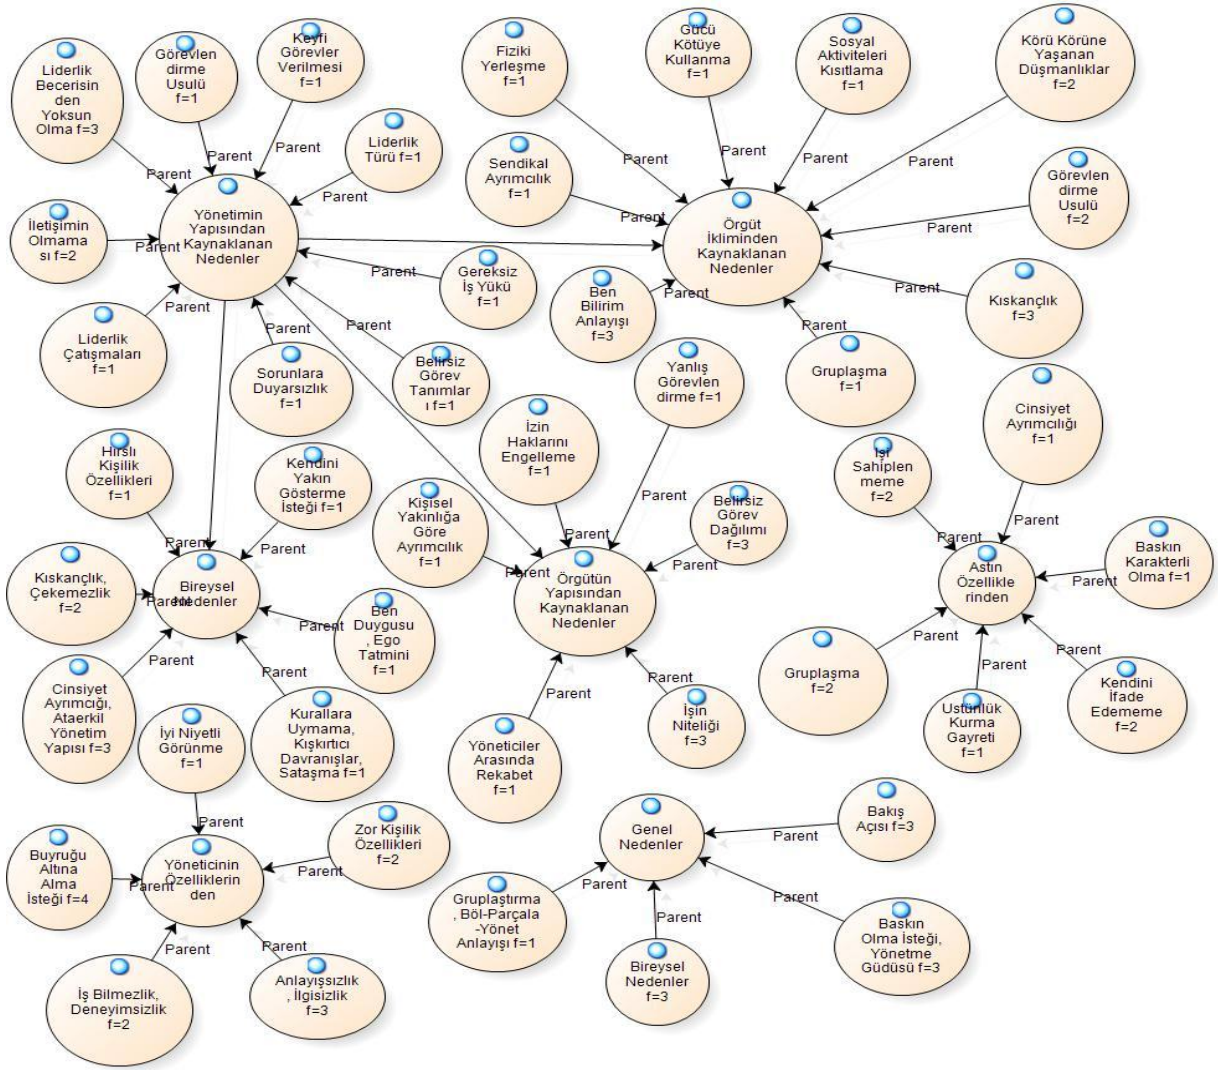 Liderlik
Becerisin
den
Yoksun
Olma f=3
Görevlen
dirme
Usulü
f=1
Keyfi
Görevler
Verilmesi
f=1
Liderlik
Türü f=1
Parent
Parent
Parent
Parent
İletişimin
Olmama
sı f=2
Parent
Yönetimin
Yapısından
Kaynaklanan
Nedenler
Liderlik
Çatışmaları
f=1
Parent
Sorunlara
Duyarsızlık
f=1
Parent
Belirsiz
Görev
Tanımlar
ı f=1
Parent
Gereksiz
İş Yükü
f=1
Parent
Fiziki
Yerleşme
f=1
Parent
Gücü
Kötüye
Kullanma
f=1
Parent
Sosyal
Aktiviteleri
Kısıtlama
f=1
Parent
Körü Körüne
Yaşanan
Düşmanlıklar
f=2
Parent
Sendikal
Ayrımcılık
f=1
Parent
Örgüt
İkliminden
Kaynaklanan
Nedenler
Görevlen
dirme
Usulü
f=2
Parent
Kıskançlık
f=3
Parent
Ben
Bilirim
Anlayışı
f=3
Parent
Gruplaşma
f=1
Parent
Hırslı
Kişilik
Özellikleri
f=1
Parent
Kendini
Yakın
Gösterme
İsteği f=1
Parent
Kıskançlık,
Çekemezlik
f=2
Parent
Bireysel
Nedenler
Ben
Duygusu
, Ego
Tatmini
f=1
Parent
Cinsiyet
Ayrımcığı,
Ataerkil
Yönetim
Yapısı f=3
Parent
Kurallara
Uymama,
Kışkırtıcı
Davranışlar,
Sataşma f=1
Parent
Kişisel
Yakınlığa
Göre
Ayrımcılık
f=1
Parent
İzin
Haklarını
Engelleme
f=1
Parent
Yanlış
Görevlen
dirme f=1
Parent
Belirsiz
Görev
Dağılımı
f=3
Parent
Örgütün
Yapısından
Kaynaklanan
Nedenler
Yöneticiler
Arasında
Rekabet
f=1
Parent
İşin
Niteliği
f=3
Parent
İşi
Sahiplen
meme
f=2
Parent
Cinsiyet
Ayrımcılığı
f=1
Parent
Astın
Özellikle
rinden
Baskın
Karakterli
Olma f=1
Parent
Gruplaşma
f=2
Parent
Üstünlük
Kurma
Gayreti
f=1
Parent
Kendini
İfade
Edememe
f=2
Parent
İyi Niyetli
Görünme
f=1
Parent
Zor Kişilik
Özellikleri
f=2
Parent
Buyruğu
Altına
Alma
İsteği f=4
Parent
Yöneticinin
Özelliklerin
den
İş Bilmezlik,
Deneyimsizlik
f=2
Parent
Anlayışsızlık
, İlgisizlik
f=3
Parent
Genel
Nedenler
Bakış
Açısı f=3
Parent
Gruplaştırma
, Böl-Parçala
-Yönet
Anlayışı f=1
Parent
Bireysel
Nedenler
f=3
Parent
Baskın
Olma İsteği,
Yönetme
Güdüsü f=3
Parent